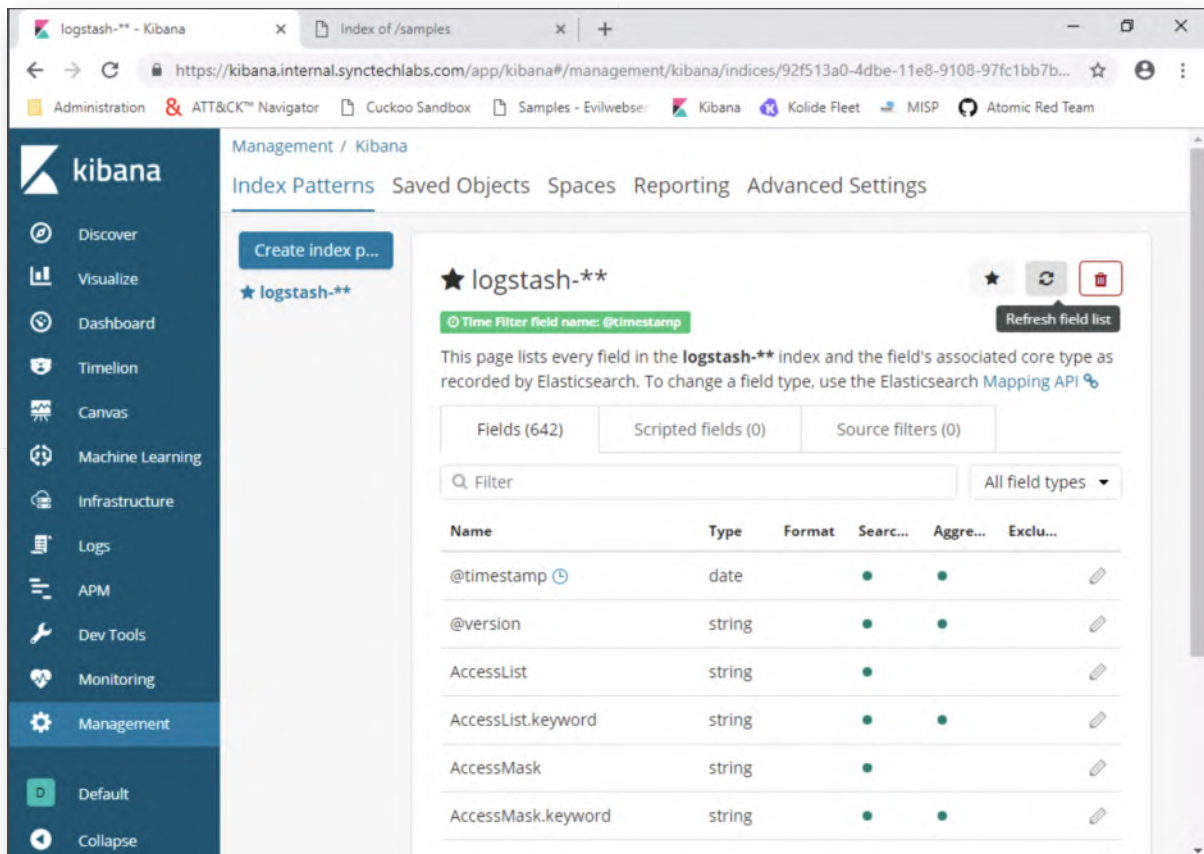 logstash-** - Kibana
Index of /samples
https://kibana.internal.synctechlabs.com/app/kibana#/management/kibana/indices/92f513a0-4dbe-11e8-9108-97fc1bb7b...
Administration ATT&CK™ Navigator Cuckoo Sandbox Samples - Evilwebser Kibana Kolide Fleet MISP Atomic Red Team
kibana
Discover
Visualize
Dashboard
Timelion
Canvas
Machine Learning
Infrastructure
Logs
APM
Dev Tools
Monitoring
Management
D Default
Collapse
Management / Kibana
Index Patterns Saved Objects Spaces Reporting Advanced Settings
Create index p...
logstash-**
logstash-**
Refresh field list
Time Filter field name: @timestamp
This page lists every field in the logstash-** index and the field's associated core type as
recorded by Elasticsearch. To change a field type, use the Elasticsearch Mapping API
Fields (642) Scripted fields (0) Source filters (0)
Filter All field types
Name Type Format Searc... Aggre... Exclu...
@timestamp date
@version string
AccessList string
AccessList.keyword string
AccessMask string
AccessMask.keyword string